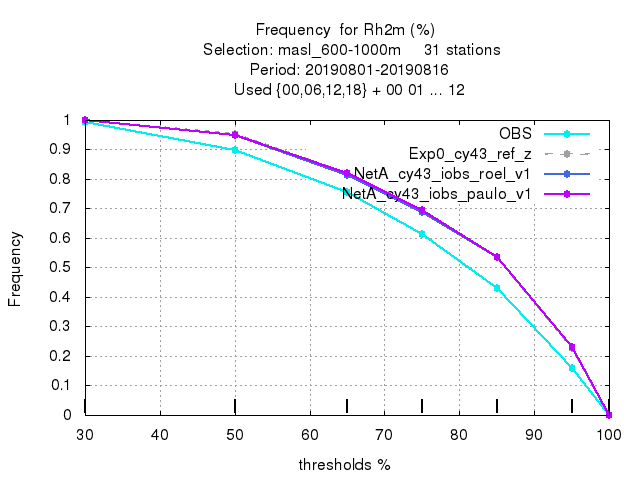 Frequency  for Rh2m (%)
Selection: masl_600-1000m     31 stations
Period: 20190801-20190816
Used {00,06,12,18} + 00 01 ... 12
OBS
Exp0_cy43_ref_z
NetA_cy43_iobs_roel_v1
NetA_cy43_iobs_paulo_v1
1
0.9
0.8
0.7
0.6
0.5
0.4
0.3
0.2
0.1
0
Frequency
30 40 50 60 70 80 90 100
thresholds %